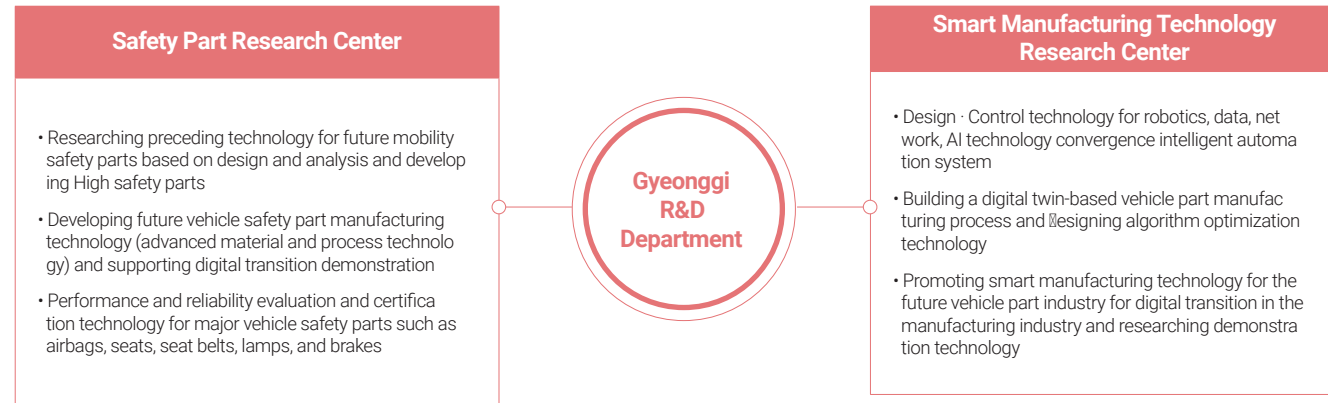 Safety Part Research Center
• Researching preceding technology for future mobility
safety parts based on design and analysis and develop
ing High safety parts
• Developing future vehicle safety part manufacturing
technology (advanced material and process technolo
gy) and supporting digital transition demonstration
• Performance and reliability evaluation and certifica
tion technology for major vehicle safety parts such as
airbags, seats, seat belts, lamps, and brakes
Gyeonggi
R&D
Department
Smart Manufacturing Technology
Research Center
• Design · Control technology for robotics, data, net
work, AI technology convergence intelligent automa
tion system
• Building a digital twin-based vehicle part manufac
turing process and esigning algorithm optimization
technology
• Promoting smart manufacturing technology for the
future vehicle part industry for digital transition in the
manufacturing industry and researching demonstra
tion technology